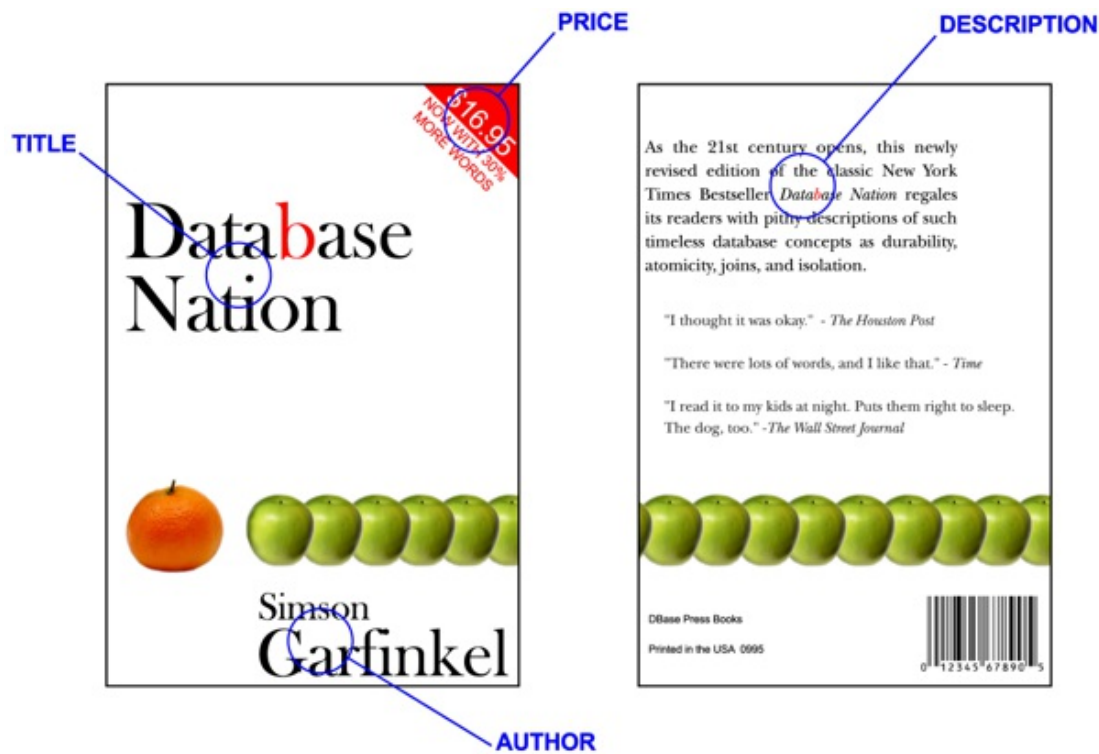 PRICE
DESCRIPTION
TITLE
$16.95
NOW WITH 30%
MORE WORDS
Database
Nation
Simson
Garfinkel
AUTHOR
As the 21st century opens, this newly
revised edition of the classic New York
Times Bestseller Database Nation regales
its readers with pithy descriptions of such
timeless database concepts as durability,
atomicity, joins, and isolation.
"I thought it was okay." - The Houston Post
"There were lots of words, and I like that." - Time
"I read it to my kids at night. Puts them right to sleep.
The dog, too." -The Wall Street Journal
DBase Press Books
Printed in the USA 0995
0 12345 67890 5